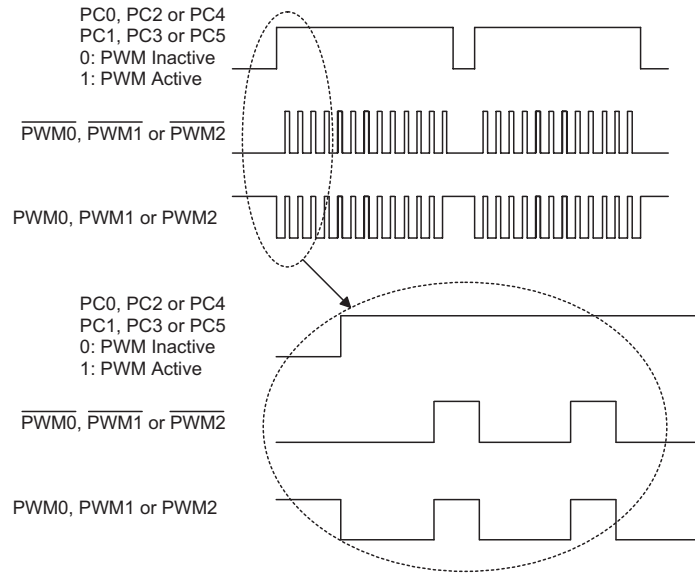 PC0, PC2 or PC4
PC1, PC3 or PC5
0: PWM Inactive
1: PWM Active
PWM0, PWM1 or PWM2
PWM0, PWM1 or PWM2
PC0, PC2 or PC4
PC1, PC3 or PC5
0: PWM Inactive
1: PWM Active
PWM0, PWM1 or PWM2
PWM0, PWM1 or PWM2